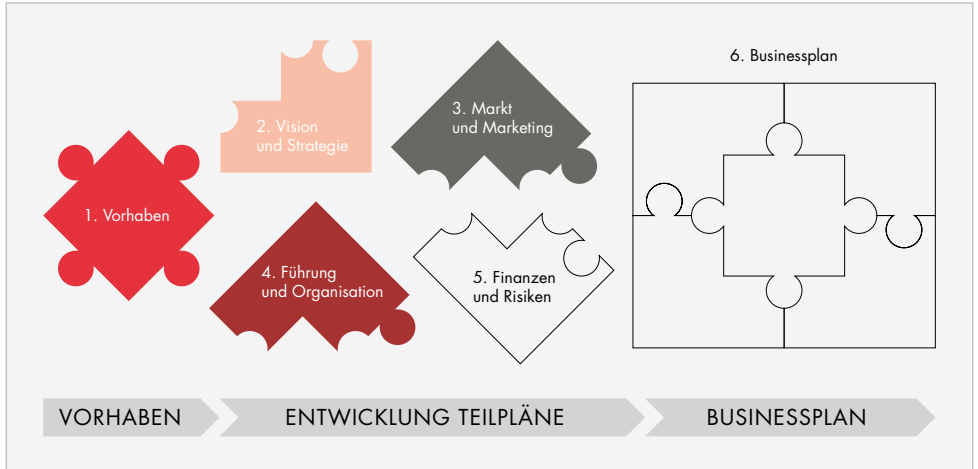 1. Vorhaben
2. Vision
und Strategie
3. Markt
und Marketing
4. Führung
und Organisation
5. Finanzen
und Risiken
6. Businessplan
VORHABEN
ENTWICKLUNG TEILPLÄNE
BUSINESSPLAN